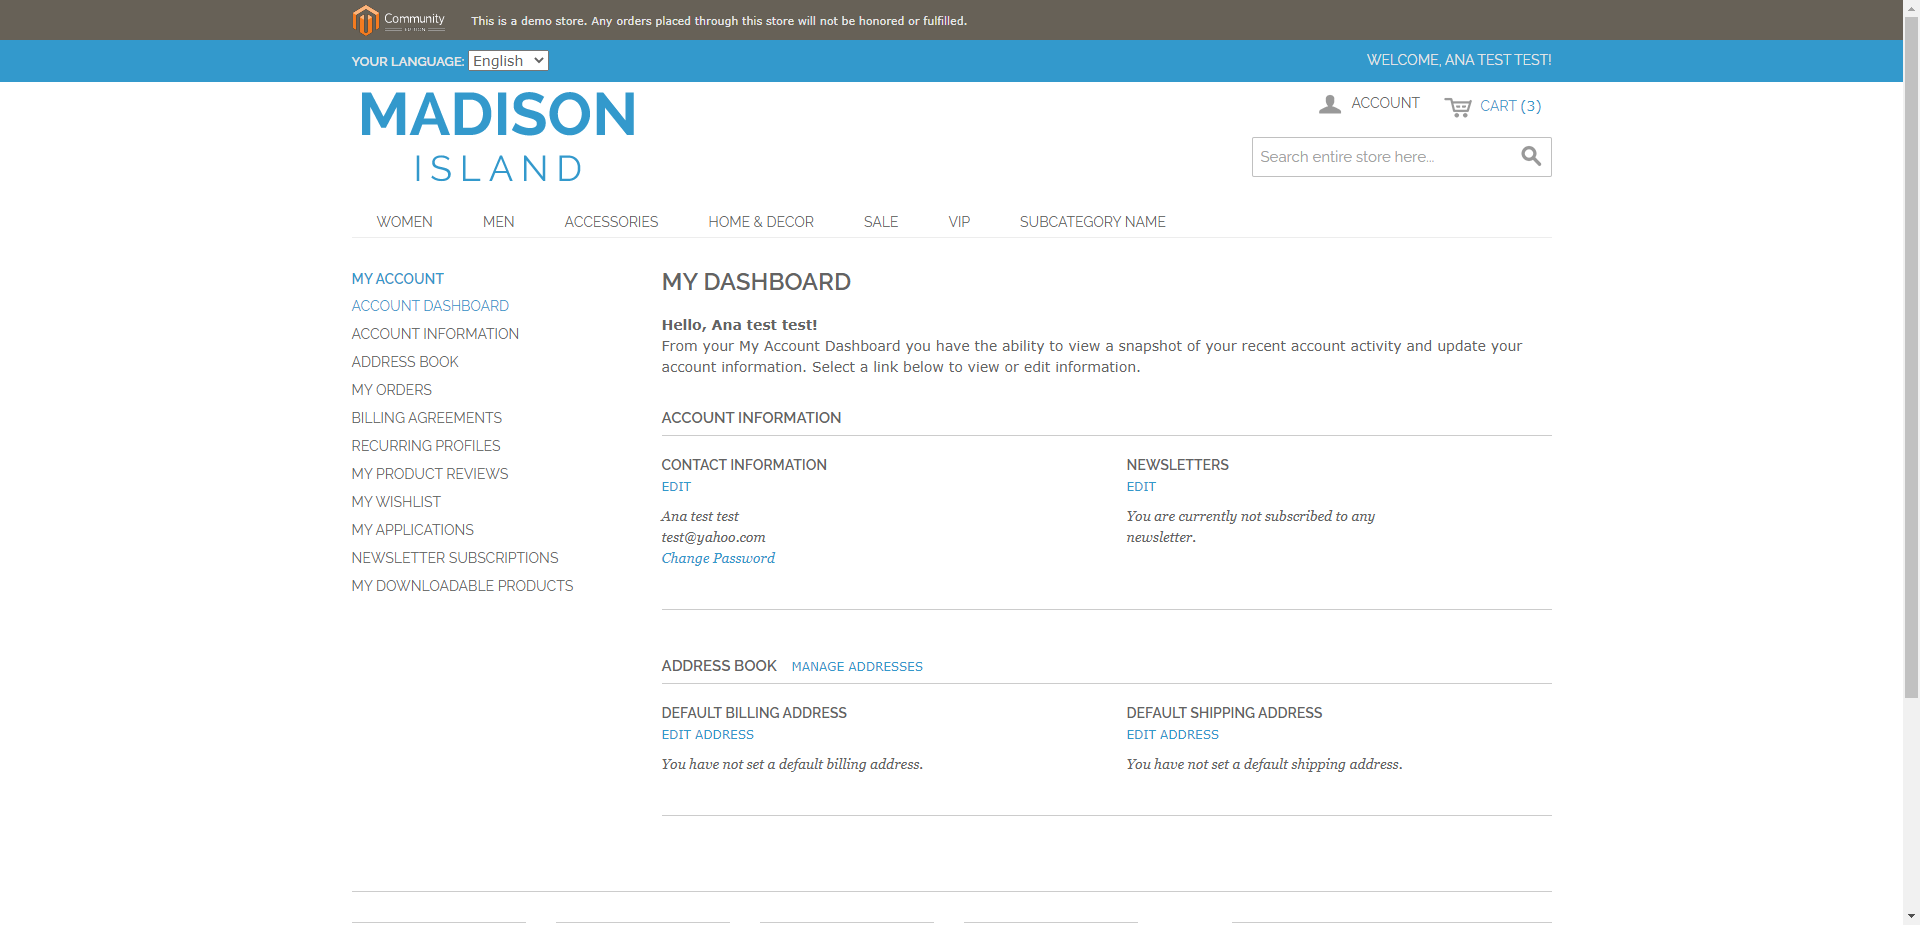 Community
This is a demo store. Any orders placed through this store will not be honored or fulfilled.
YOUR LANGUAGE: English
WELCOME, ANA TEST TEST!
MADISON
ISLAND
ACCOUNT
CART (3)
Search entire store here...
WOMEN MEN ACCESSORIES HOME & DECOR SALE VIP SUBCATEGORY NAME
MY ACCOUNT
ACCOUNT DASHBOARD
ACCOUNT INFORMATION
ADDRESS BOOK
MY ORDERS
BILLING AGREEMENTS
RECURRING PROFILES
MY PRODUCT REVIEWS
MY WISHLIST
MY APPLICATIONS
NEWSLETTER SUBSCRIPTIONS
MY DOWNLOADABLE PRODUCTS
MY DASHBOARD
Hello, Ana test test!
From your My Account Dashboard you have the ability to view a snapshot of your recent account activity and update your
account information. Select a link below to view or edit information.
ACCOUNT INFORMATION
CONTACT INFORMATION
EDIT
Ana test test
test@yahoo.com
Change Password
NEWSLETTERS
EDIT
You are currently not subscribed to any
newsletter.
ADDRESS BOOK MANAGE ADDRESSES
DEFAULT BILLING ADDRESS
EDIT ADDRESS
You have not set a default billing address.
DEFAULT SHIPPING ADDRESS
EDIT ADDRESS
You have not set a default shipping address.